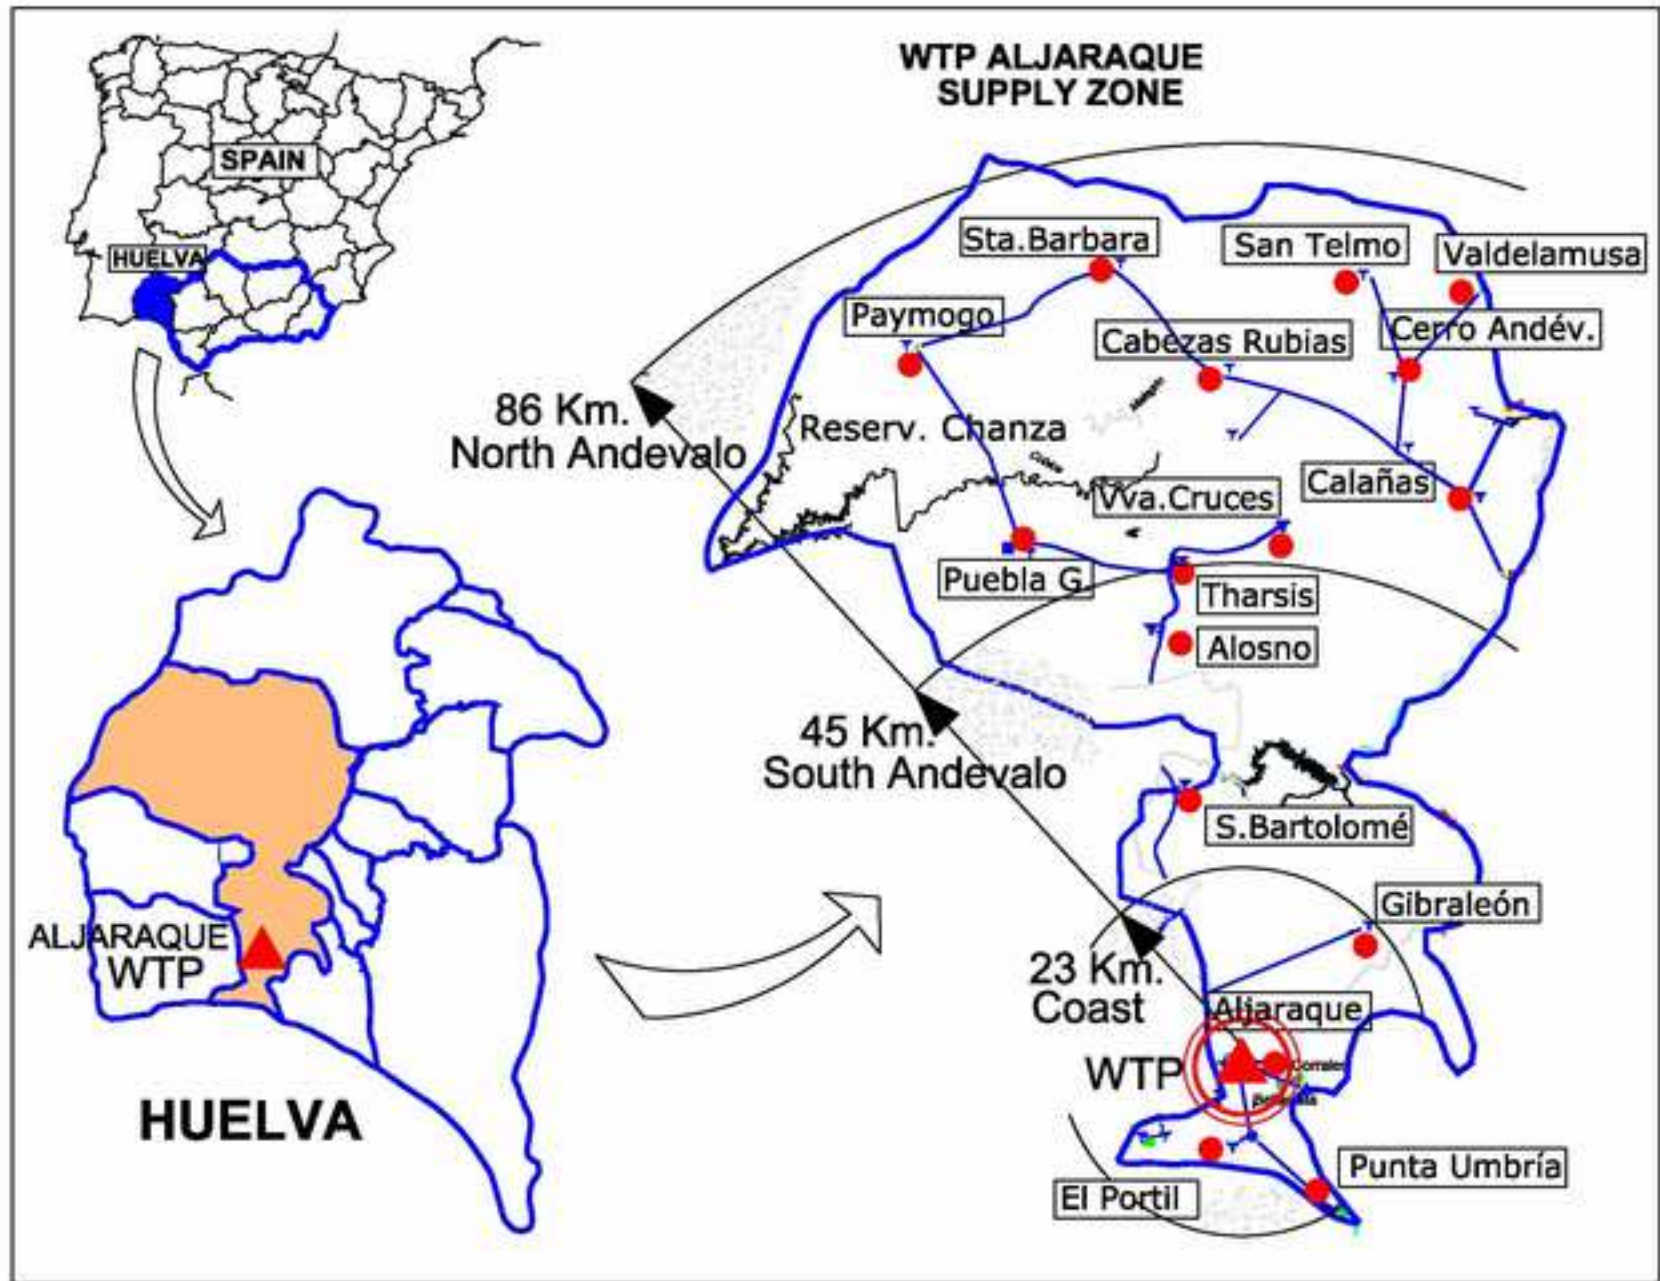 WTP ALJARAQUE
SUPPLY ZONE
SPAIN
HUELVA
Sta.Barbara
San Telmo
Valdelamusa
Paymogo
Cabezas Rubias
Cerro Andév.
86 Km.
North Andevalo
Reserv. Chanza
Vva.Cruces
Calañas
Puebla G.
Tharsis
Alosno
45 Km.
South Andevalo
S.Bartolomé
Gibraleón
ALJARAQUE
WTP
23 Km.
Coast
Aljaraque
WTP
Corrales
HUELVA
Punta Umbría
El Portil